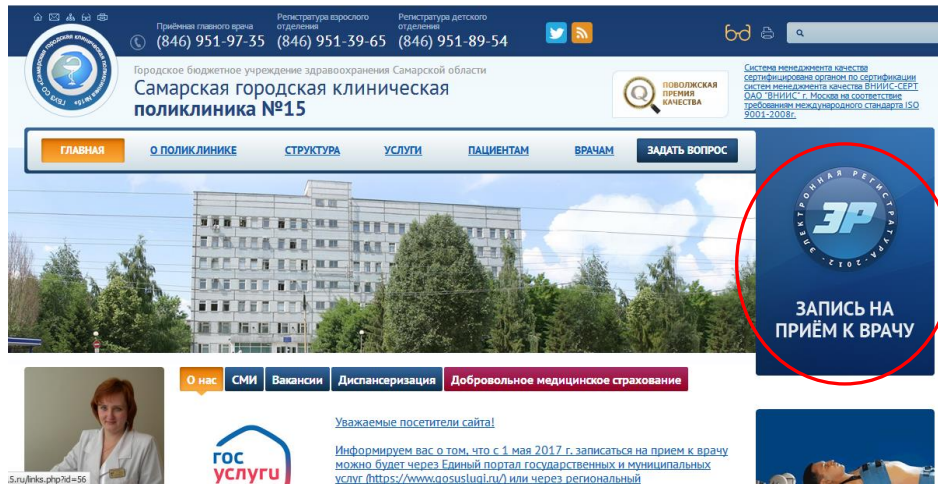 Приёмная главного врача
(846) 951-97-35
Регистратура взрослого
отделения
(846) 951-39-65
Регистратура детского
отделения
(846) 951-89-54
Городское бюджетное учреждение здравоохранения Самарской области
Самарская городская клиническая
поликлиника №15
ПОВОЛЖСКАЯ
ПРЕМИЯ
КАЧЕСТВА
Система менеджмента качества
сертифицирована органом по сертификации
систем менеджмента качества ВНИИС-СЕРТ
ОАО "ВНИИС" г. Москва на соответствие
требованиям международного стандарта ISO
9001-2008г.
ГЛАВНАЯ
О ПОЛИКЛИНИКЕ
СТРУКТУРА
УСЛУГИ
ПАЦИЕНТАМ
ВРАЧАМ
ЗАДАТЬ ВОПРОС
ЭЛЕКТРОННАЯ РЕГИСТРАТУРА-2012-
ЭР
ЗАПИСЬ НА
ПРИЁМ К ВРАЧУ
О нас
СМИ
Вакансии
Диспансеризация
Добровольное медицинское страхование
гос
услуги
Уважаемые посетители сайта!
Информируем вас о том, что с 1 мая 2017 г. записаться на прием к врачу
можно будет через Единый портал государственных и муниципальных
услуг (https://www.gosuslugi.ru/) или через региональный
5.ru/links.php?id=56